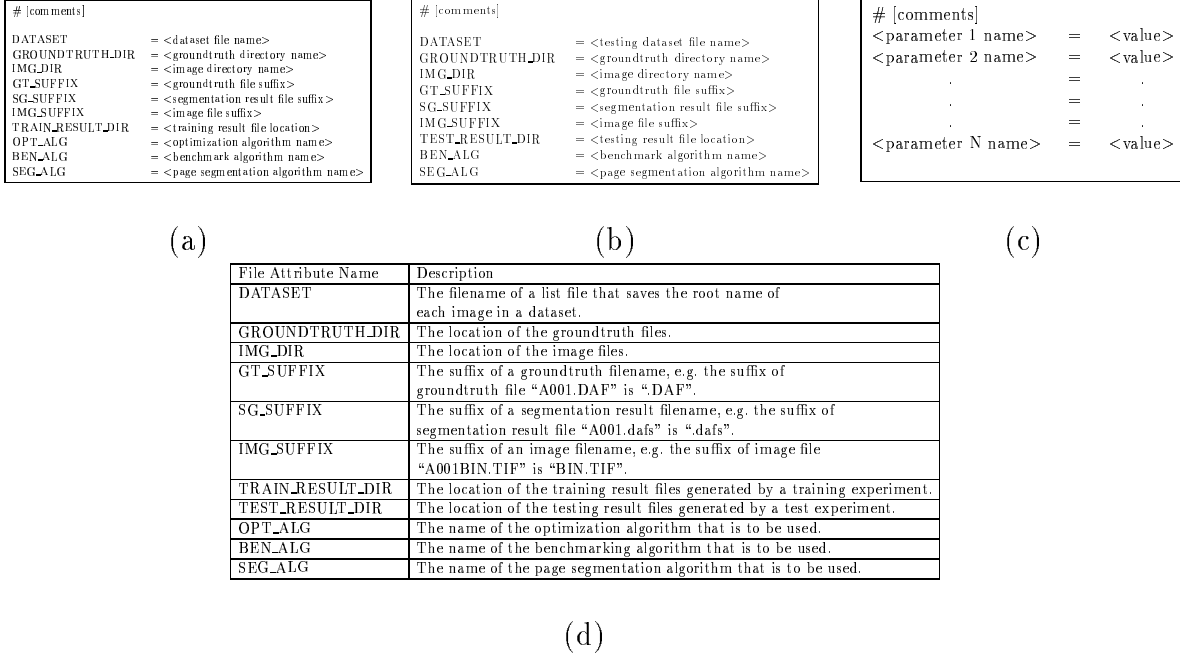 # [comments]
DATASET = <dataset file name>
GROUNDTRUTH_DIR = <groundtruth directory name>
IMG_DIR = <image directory name>
GT_SUFFIX = <groundtruth file suffix>
SG_SUFFIX = <segmentation result file suffix>
IMG_SUFFIX = <image file suffix>
TRAIN_RESULT_DIR = <training result file location>
OPT_ALG = <optimization algorithm name>
BEN_ALG = <benchmark algorithm name>
SEG_ALG = <page segmentation algorithm name>
(a)
# [comments]
DATASET = <testing dataset file name>
GROUNDTRUTH_DIR = <groundtruth directory name>
IMG_DIR = <image directory name>
GT_SUFFIX = <groundtruth file suffix>
SG_SUFFIX = <segmentation result file suffix>
IMG_SUFFIX = <image file suffix>
TEST_RESULT_DIR = <testing result file location>
BEN_ALG = <benchmark algorithm name>
SEG_ALG = <page segmentation algorithm name>
(b)
# [comments]
<parameter 1 name> = <value>
<parameter 2 name> = <value>
. = .
. = .
. = .
<parameter N name> = <value>
(c)
File Attribute Name Description
DATASET The filename of a list file that saves the root name of
each image in a dataset.
GROUNDTRUTH_DIR The location of the groundtruth files.
IMG_DIR The location of the image files.
GT_SUFFIX The suffix of a groundtruth filename, e.g. the suffix of
groundtruth file “A001.DAF” is “.DAF”.
SG_SUFFIX The suffix of a segmentation result filename, e.g. the suffix of
segmentation result file “A001.dafs” is “.dafs”.
IMG_SUFFIX The suffix of an image filename, e.g. the suffix of image file
“A001BIN.TIF” is “BIN.TIF”.
TRAIN_RESULT_DIR The location of the training result files generated by a training experiment.
TEST_RESULT_DIR The location of the testing result files generated by a test experiment.
OPT_ALG The name of the optimization algorithm that is to be used.
BEN_ALG The name of the benchmarking algorithm that is to be used.
SEG_ALG The name of the page segmentation algorithm that is to be used.
(d)